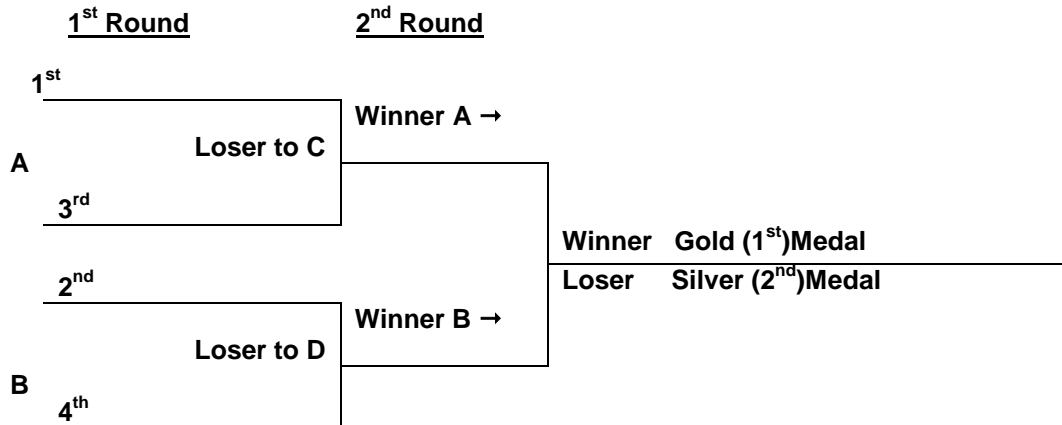 1st Round 2nd Round
1st
Winner A →
Loser to C
A
3rd
Winner Gold (1st)Medal
2nd
Loser Silver (2nd)Medal
Winner B →
Loser to D
B
4th